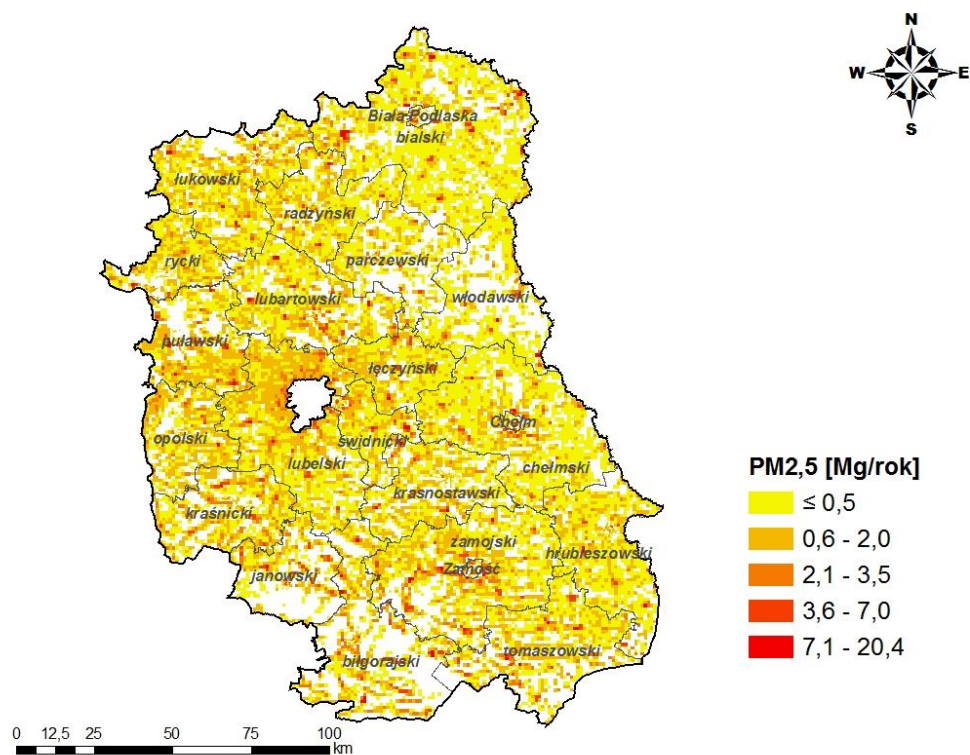 N
W E
S
Biała Podlaska
bialski
łukowski
radzyński
rycki
parczewski
lubartowski
włodawski
puławski
łęczyński
Chełm
opolski
świdnicki
lubelski
chełmski
krasnostawski
kraśnicki
zamojski
hrubieszowski
Zamość
janowski
tomaszowski
biłgorajski
PM2,5 [Mg/rok]
≤ 0,5
0,6 - 2,0
2,1 - 3,5
3,6 - 7,0
7,1 - 20,4
0 12,5 25 50 75 100
km